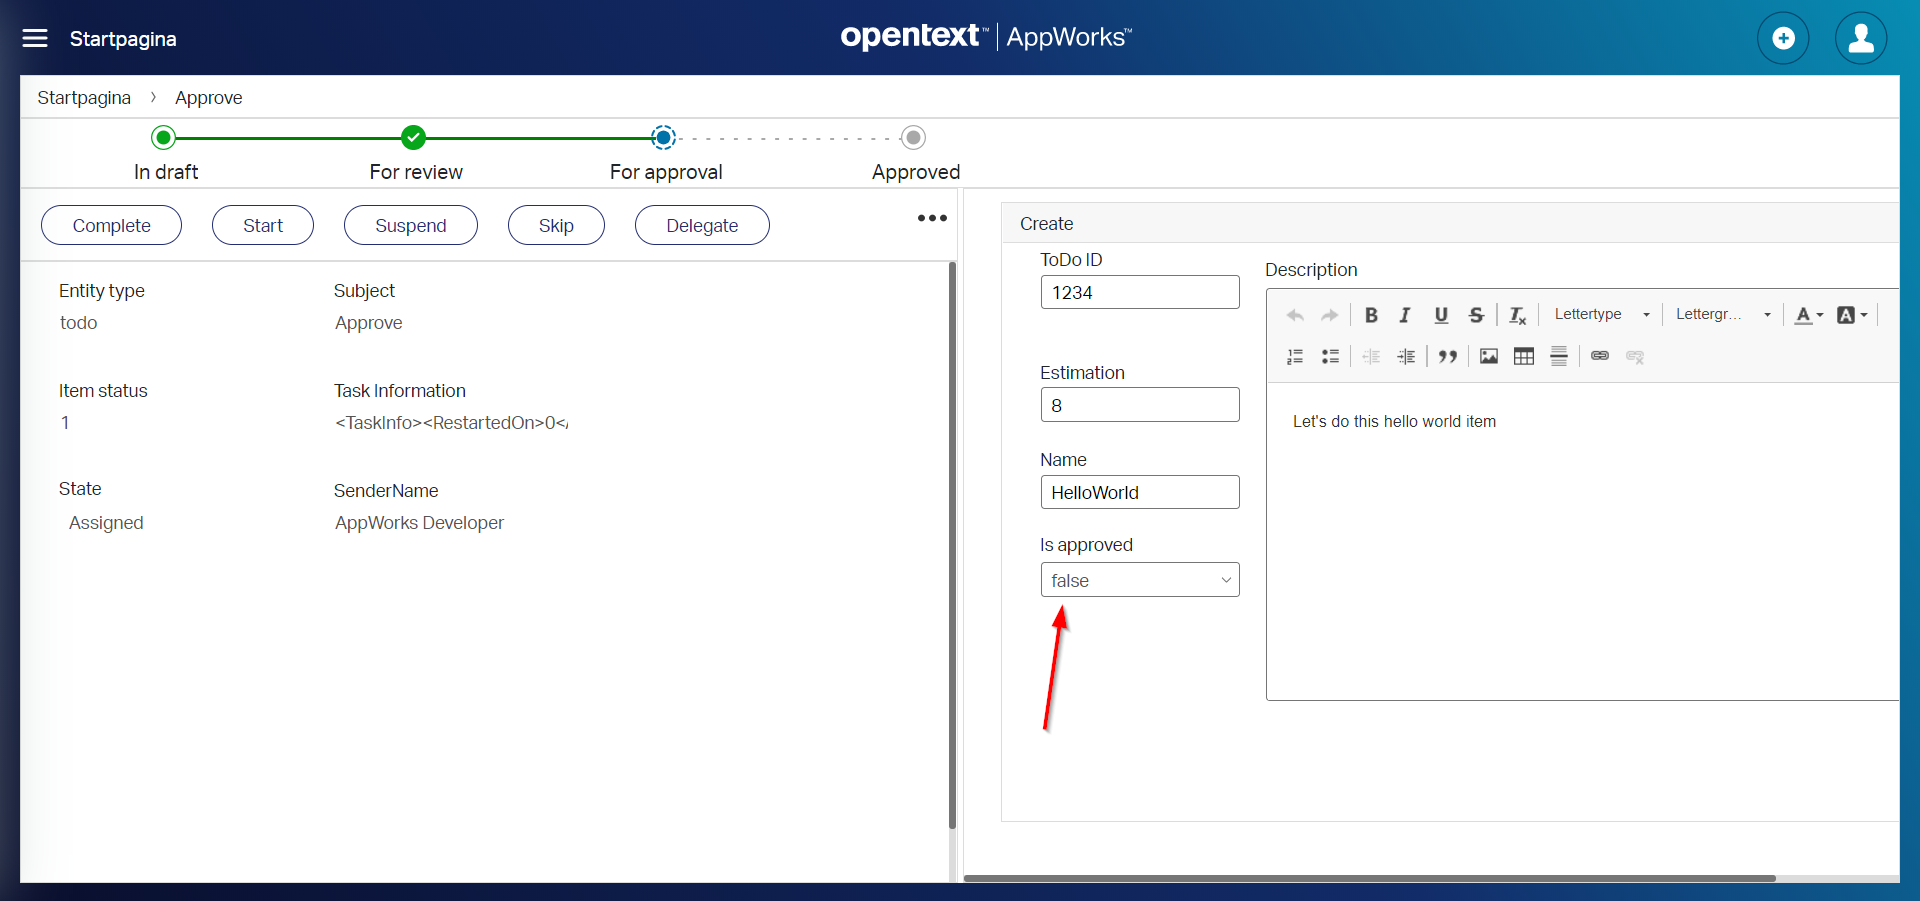 Startpagina
opentext™ | AppWorks™
Startpagina > Approve
In draft
For review
For approval
Approved
Complete
Start
Suspend
Skip
Delegate
Entity type
todo
Subject
Approve
Item status
1
Task Information
<TaskInfo><RestartedOn>0</
State
Assigned
SenderName
AppWorks Developer
Create
ToDo ID
1234
Estimation
8
Name
HelloWorld
Is approved
false
Description
Lettertype
Lettergr...
Let's do this hello world item